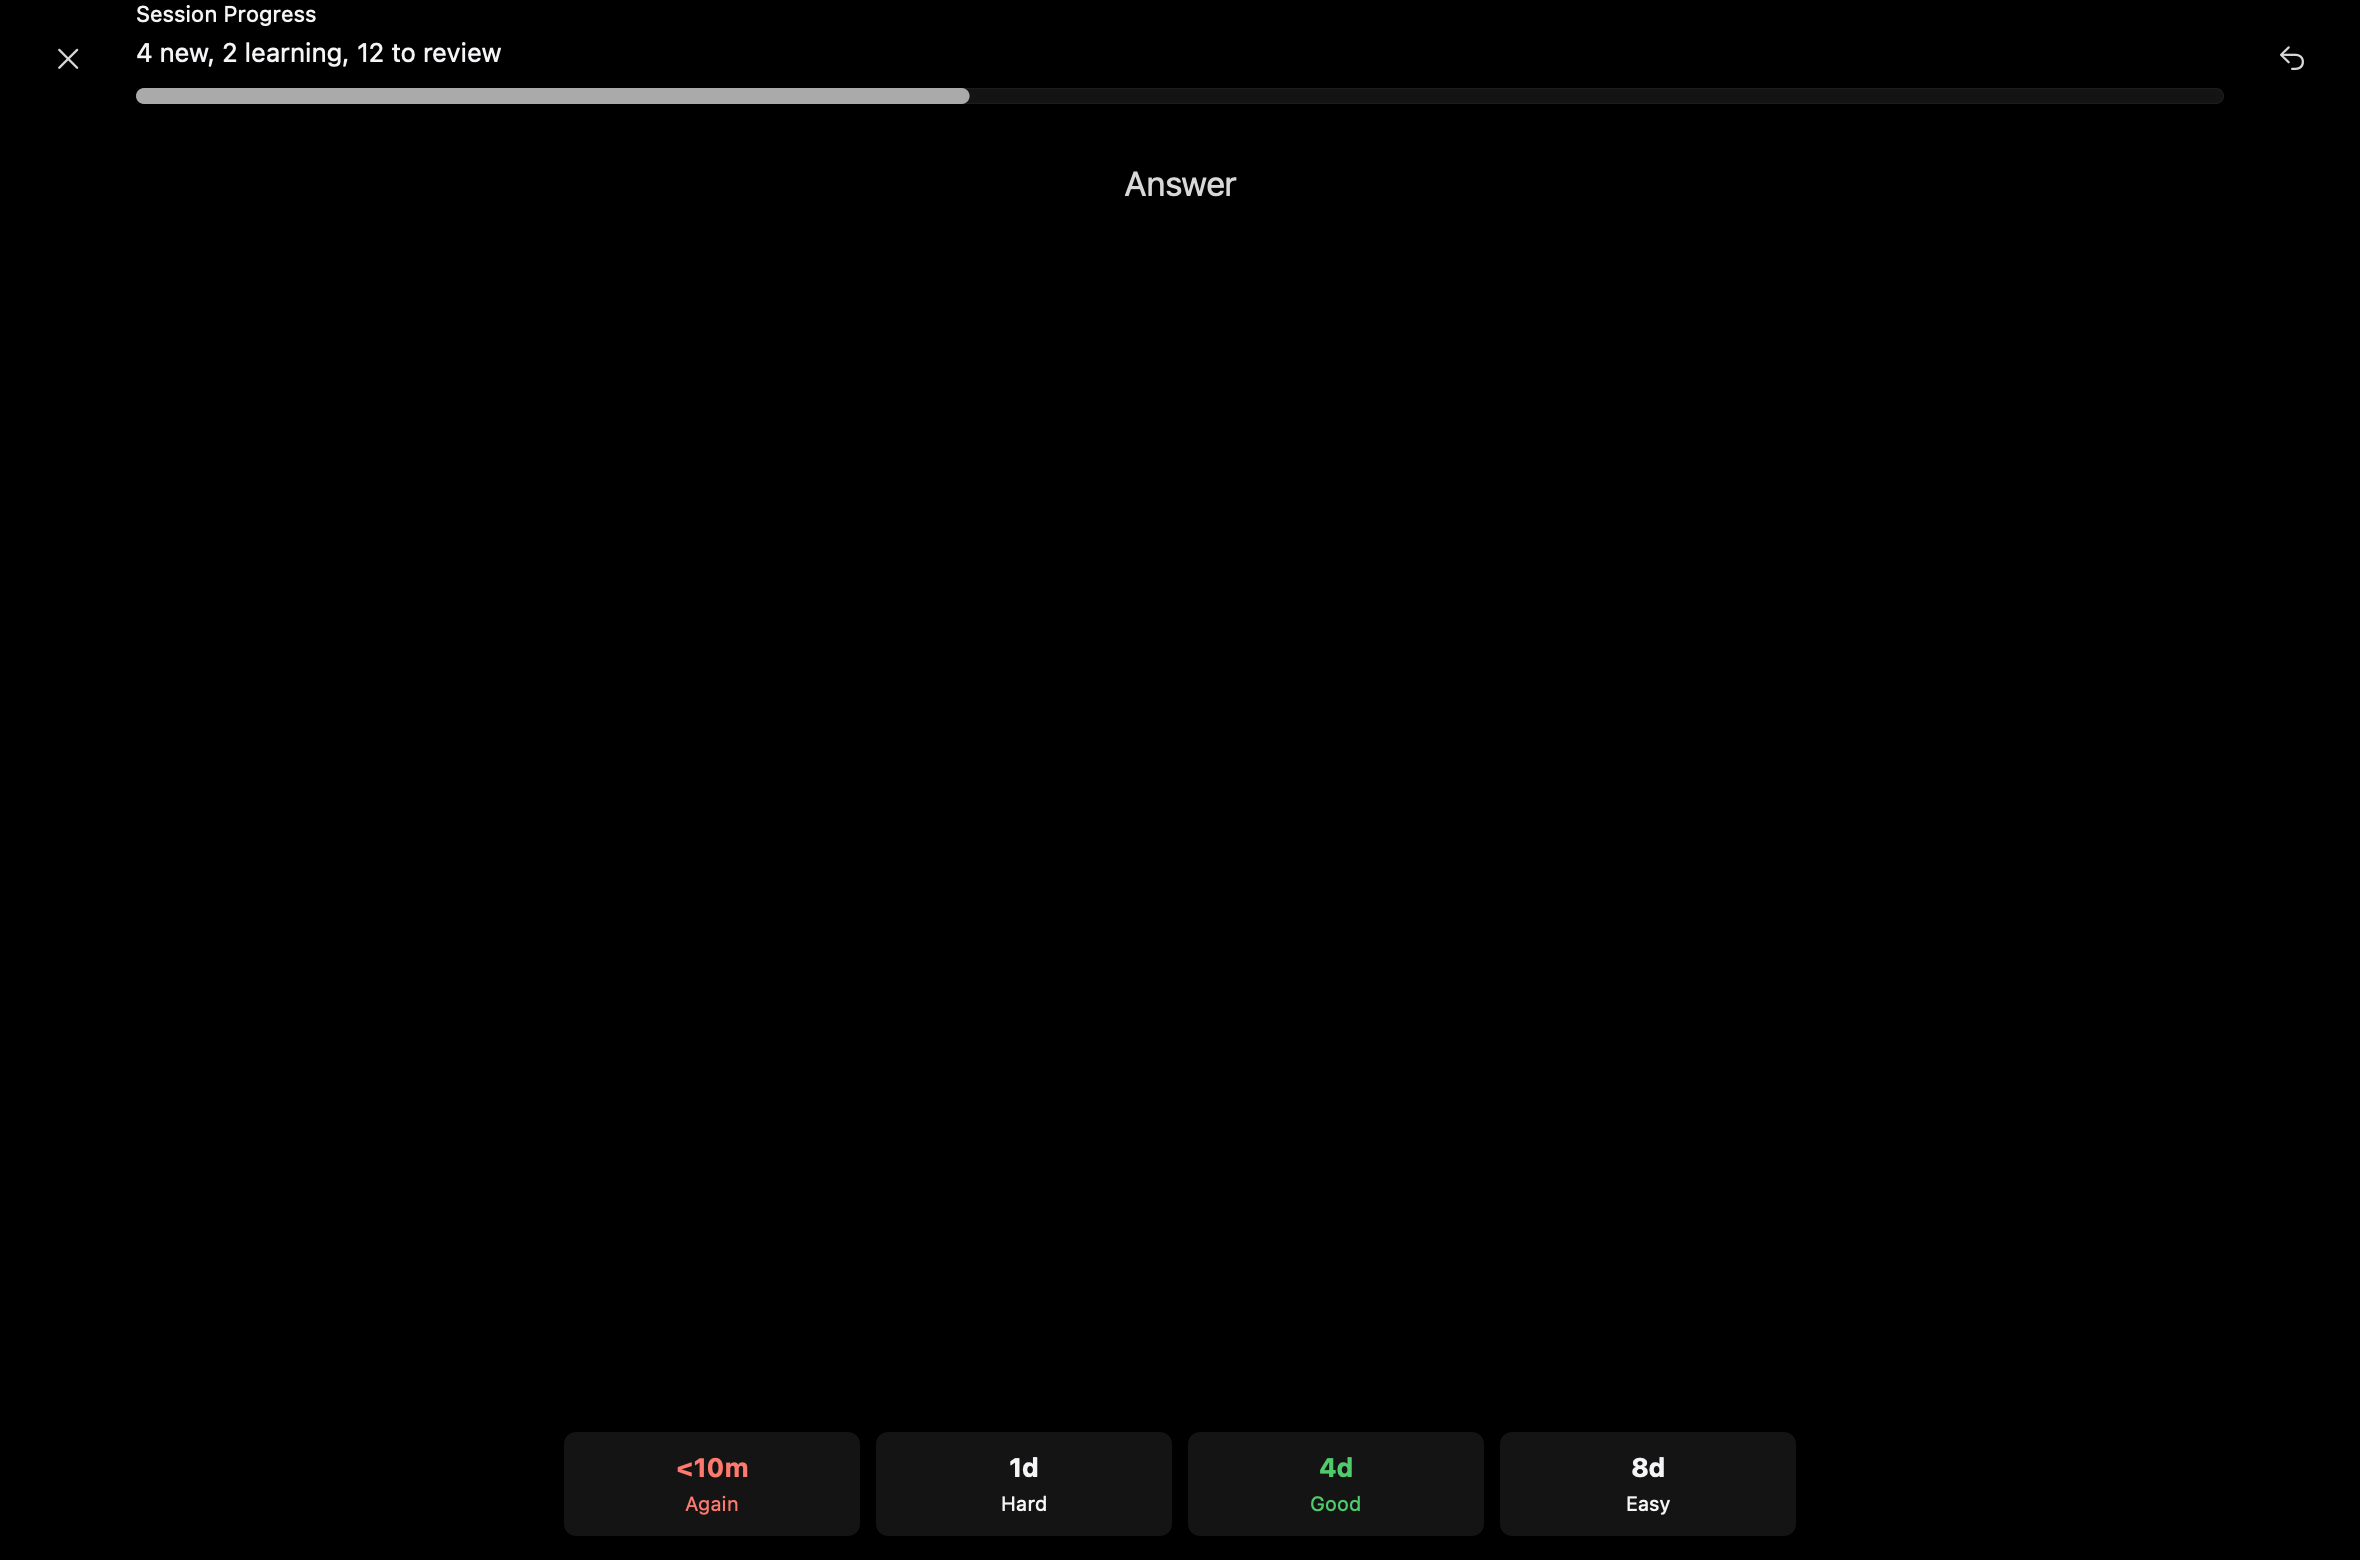 Session Progress
4 new, 2 learning, 12 to review
Answer
<10m
Again
1d
Hard
4d
Good
8d
Easy